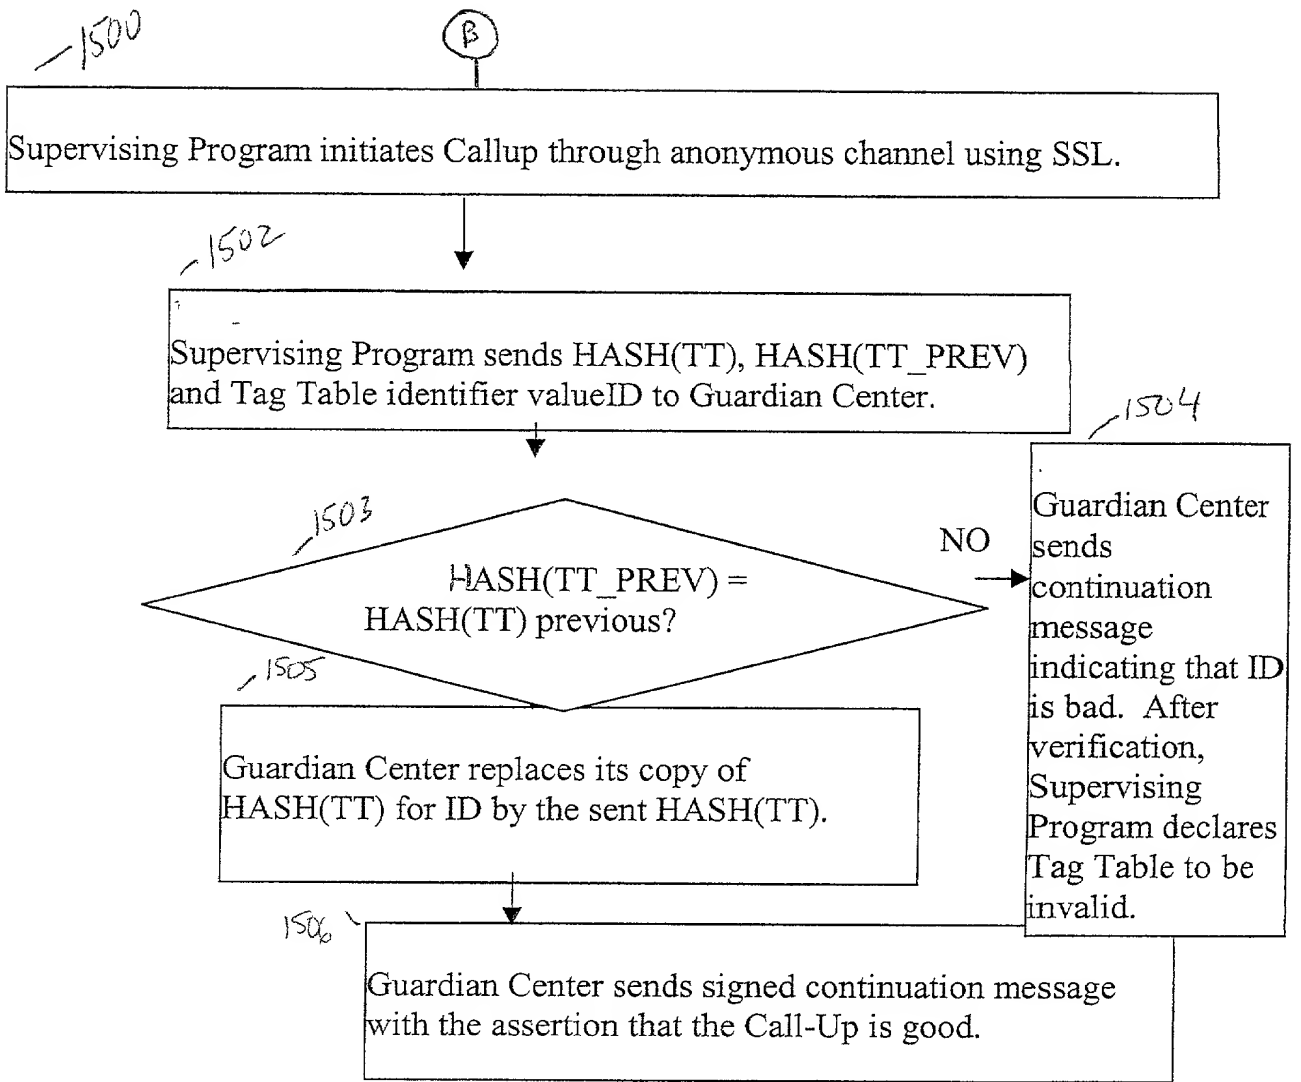 1500
B
Supervising Program initiates Callup through anonymous channel using SSL.
1502
Supervising Program sends HASH(TT), HASH(TT_PREV)
and Tag Table identifier valueID to Guardian Center.
1503
HASH(TT_PREV) =
HASH(TT) previous?
NO
1504
Guardian Center
sends
continuation
message
indicating that ID
is bad. After
verification,
Supervising
Program declares
Tag Table to be
invalid.
1505
Guardian Center replaces its copy of
HASH(TT) for ID by the sent HASH(TT).
1506
Guardian Center sends signed continuation message
with the assertion that the Call-Up is good.